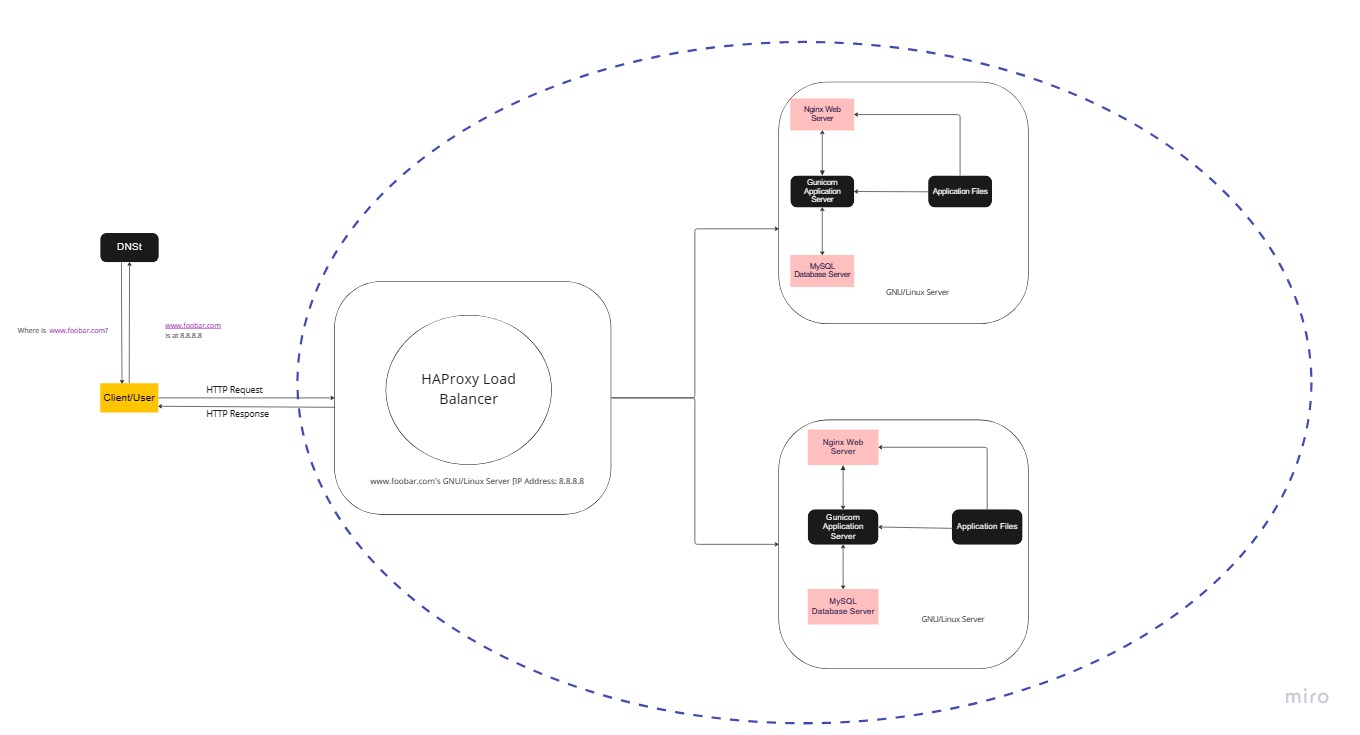 Nginx Web
Server
Gunicorn
Application
Server
Application Files
MySQL
Database Server
GNU/Linux Server
DNSt
Where is www.foobar.com?
www.foobar.com
is at 8.8.8.8
Client/User
HTTP Request
HTTP Response
HAProxy Load
Balancer
www.foobar.com's GNU/Linux Server [IP Address: 8.8.8.8
Nginx Web
Server
Gunicorn
Application
Server
Application Files
MySQL
Database Server
GNU/Linux Server
miro